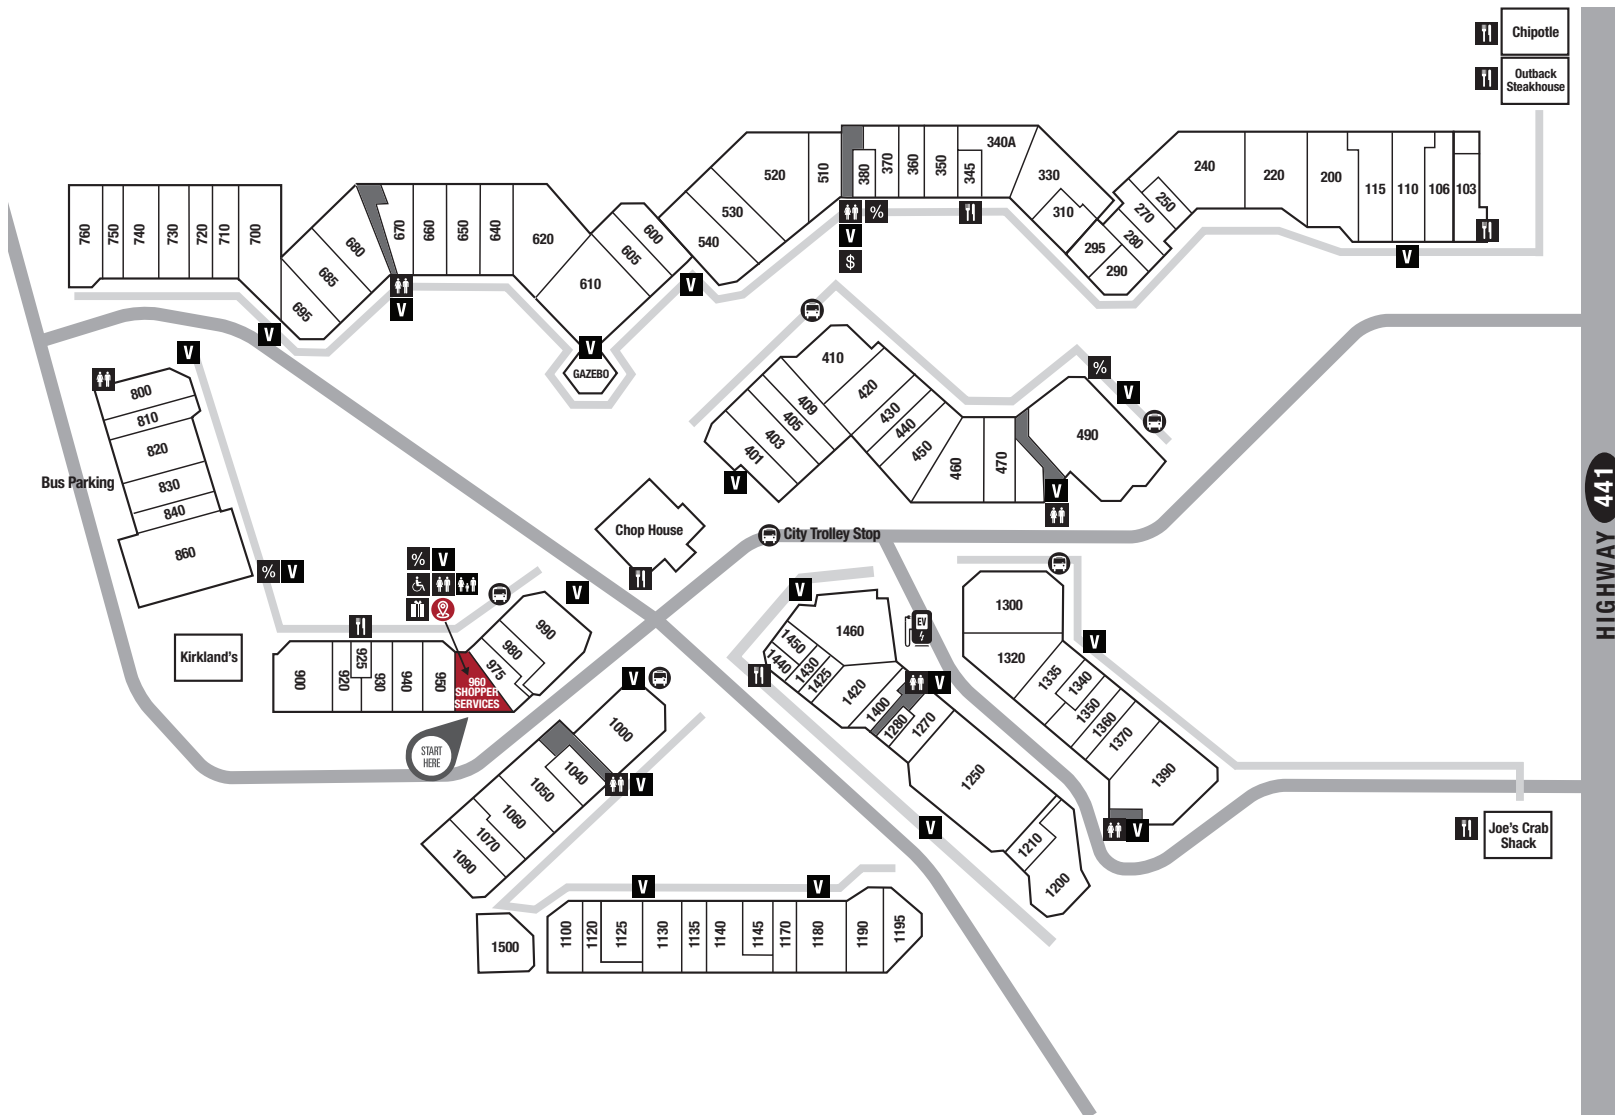 Chipotle
Outback
Steakhouse
760
750
740
730
720
710
700
695
685
680
670
660
650
640
620
610
605
600
540
530
520
510
380
370
360
350
345
340A
330
310
295
290
280
270
250
240
220
200
115
110
106
103
V
V
V
V
V
V
%
V
$
GAZEBO
HIGHWAY 441
V
800
810
820
830
840
860
Bus Parking
% V
410
409
405
403
401
420
430
440
450
460
470
490
V
V
%
V
Chop House
City Trolley Stop
Kirkland's
% V
900
920
925
930
940
950
960
SHOPPER
SERVICES
975
980
990
V
START
HERE
V
1000
1040
1050
1060
1070
1090
V
V
1460
1450
1440
1430
1425
1420
1400
1280
1270
1250
1210
1200
EV
V
V
1300
1320
1335
1340
1350
1360
1370
1390
V
V
Joe's Crab
Shack
V
V
1500
1100
1120
1125
1130
1135
1140
1145
1170
1180
1190
1195